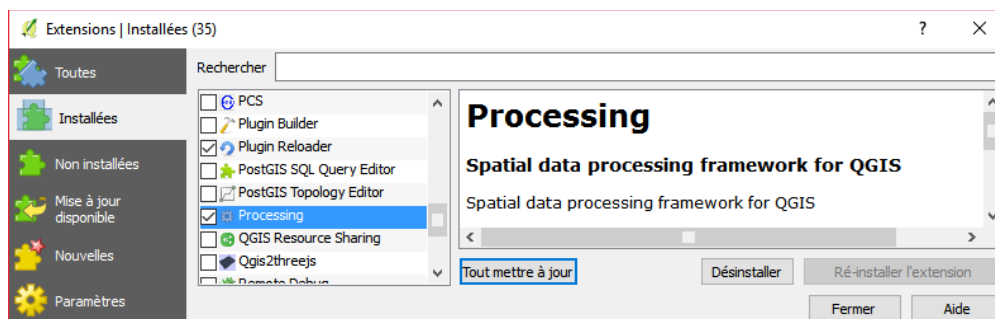 Extensions | Installées (35)
? ×
Toutes
Installées
Non installées
Mise à jour
disponible
Nouvelles
Paramètres
Rechercher
PCS
Plugin Builder
Plugin Reloader
PostGIS SQL Query Editor
PostGIS Topology Editor
Processing
QGIS Resource Sharing
Qgis2threejs
Remote Debug
Processing
Spatial data processing framework for QGIS
Spatial data processing framework for QGIS
Tout mettre à jour
Désinstaller
Ré-installer l'extension
Fermer
Aide